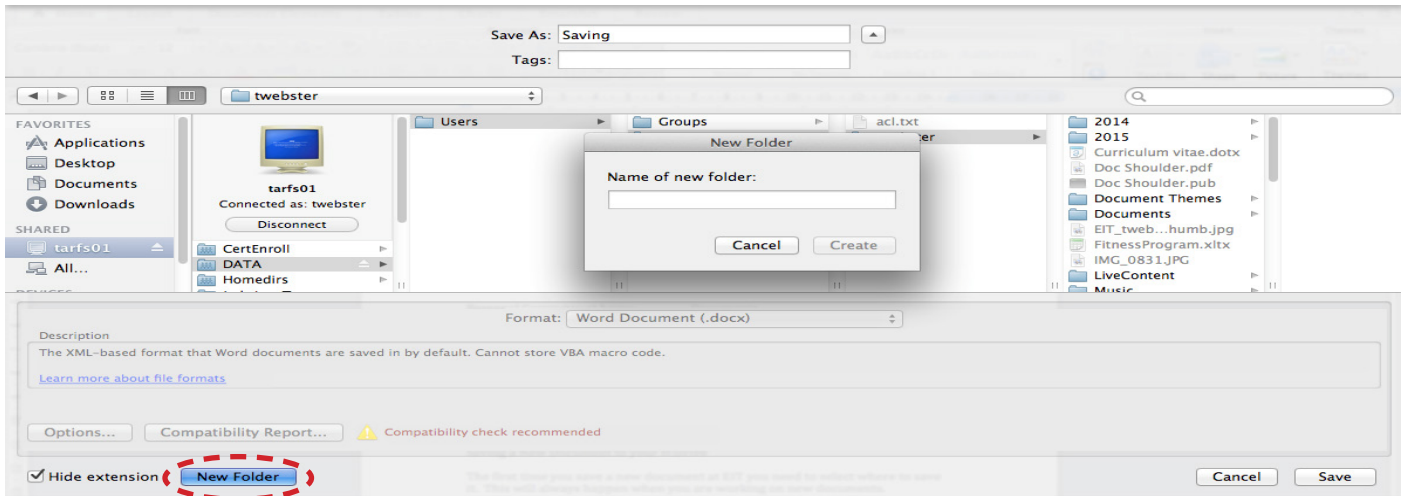 Save As: Saving
Tags:
twebster
FAVORITES
Applications
Desktop
Documents
Downloads
SHARED
tarfs01
All...
tarfs01
Connected as: twebster
Disconnect
CertEnroll
DATA
Homedirs
Users
Groups
acl.txt
New Folder
Name of new folder:
Cancel Create
2014
2015
Curriculum vitae.dotx
Doc Shoulder.pdf
Doc Shoulder.pub
Document Themes
Documents
EIT_tweb...humb.jpg
FitnessProgram.xltx
IMG_0831.JPG
LiveContent
Music
Format: Word Document (.docx)
Description
The XML-based format that Word documents are saved in by default. Cannot store VBA macro code.
Learn more about file formats
Options... Compatibility Report... Compatibility check recommended
Hide extension New Folder Cancel Save